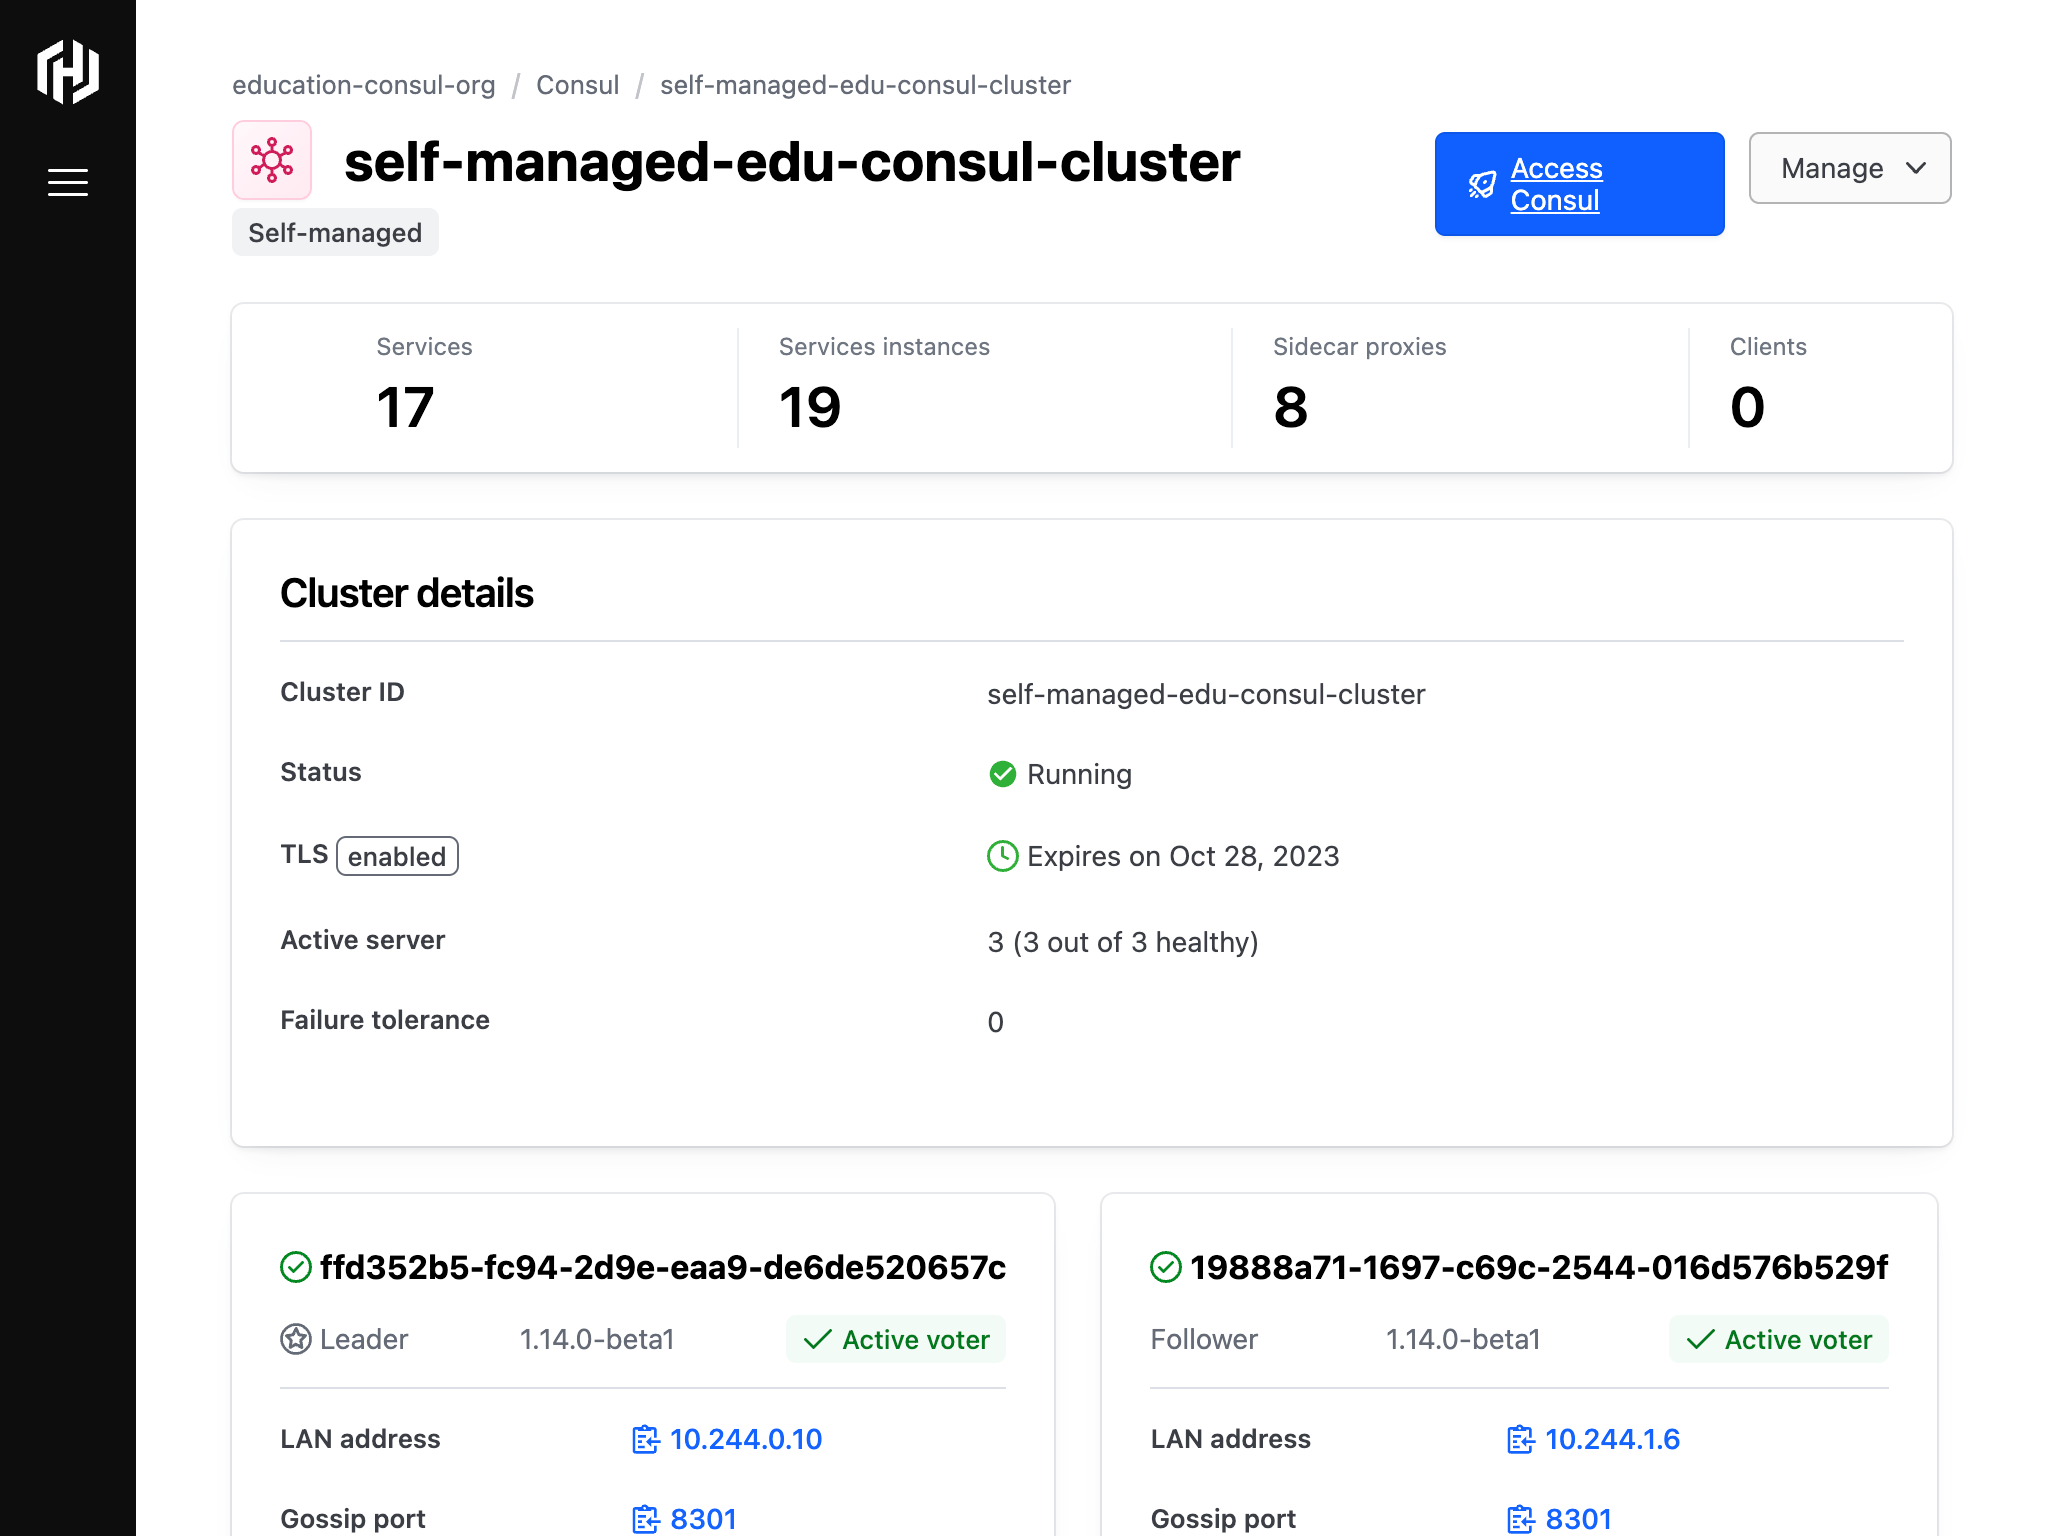 education-consul-org / Consul / self-managed-edu-consul-cluster
self-managed-edu-consul-cluster
Self-managed
Access
Consul
Manage
Services
17
Services instances
19
Sidecar proxies
8
Clients
0
Cluster details
Cluster ID
self-managed-edu-consul-cluster
Status
Running
TLS enabled
Expires on Oct 28, 2023
Active server
3 (3 out of 3 healthy)
Failure tolerance
0
ffd352b5-fc94-2d9e-eaa9-de6de520657c
Leader 1.14.0-beta1 Active voter
LAN address 10.244.0.10
Gossip port 8301
19888a71-1697-c69c-2544-016d576b529f
Follower 1.14.0-beta1 Active voter
LAN address 10.244.1.6
Gossip port 8301